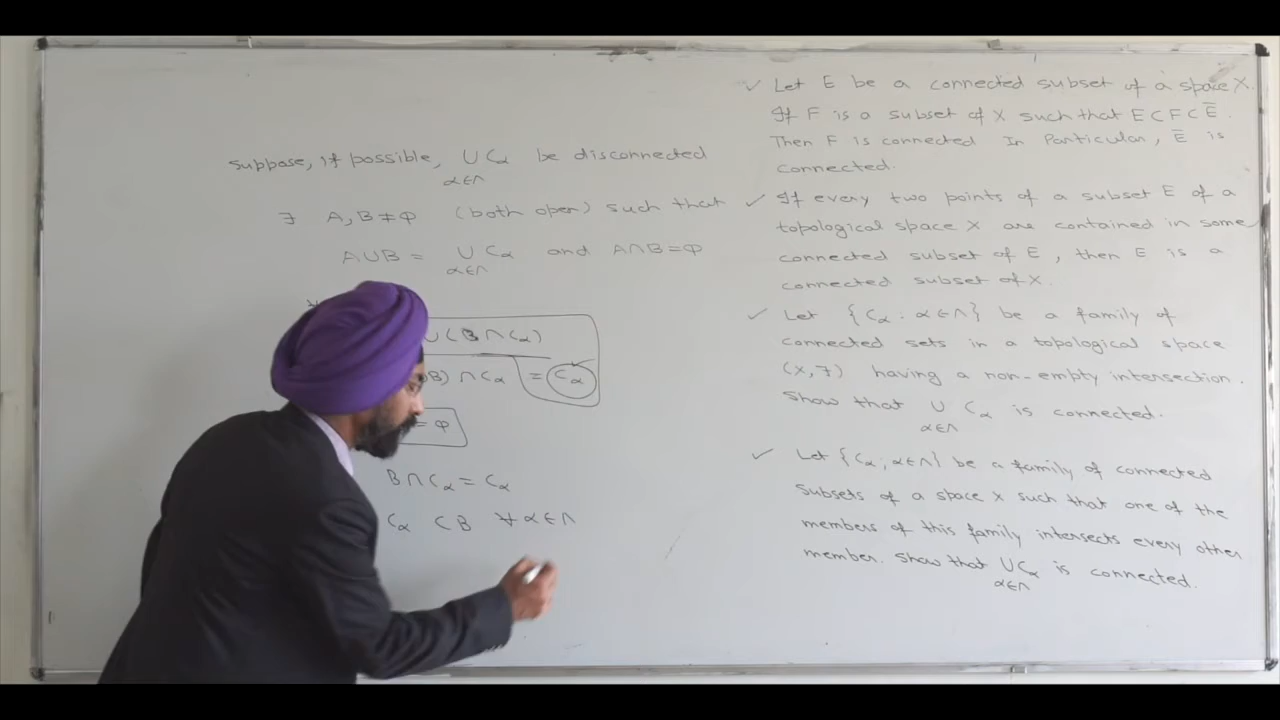 Suppose, if possible, ∪ Cα be disconnected
α∈Λ
∃ A, B ≠ φ (both open) such that
A∪B = ∪ Cα and A∩B = φ
α∈Λ
∪(B∩Cα)
B)∩Cα = Cα
= φ
B∩Cα = Cα
Cα ⊂ B ∀ α∈Λ
✓ Let E be a connected subset of a space X.
If F is a subset of X such that E⊂F⊂E̅.
Then F is connected. In Particular, E̅ is
connected.
✓ If every two points of a subset E of a
topological space X are contained in some
connected subset of E, then E is a
connected subset of X.
✓ Let {Cα : α∈Λ} be a family of
connected sets in a topological space
(X, T) having a non-empty intersection.
Show that ∪ Cα is connected.
α∈Λ
✓ Let {Cα ; α∈Λ} be a family of connected
Subsets of a space X such that one of the
members of this family intersects every other
member. Show that ∪Cα is connected.
α∈Λ